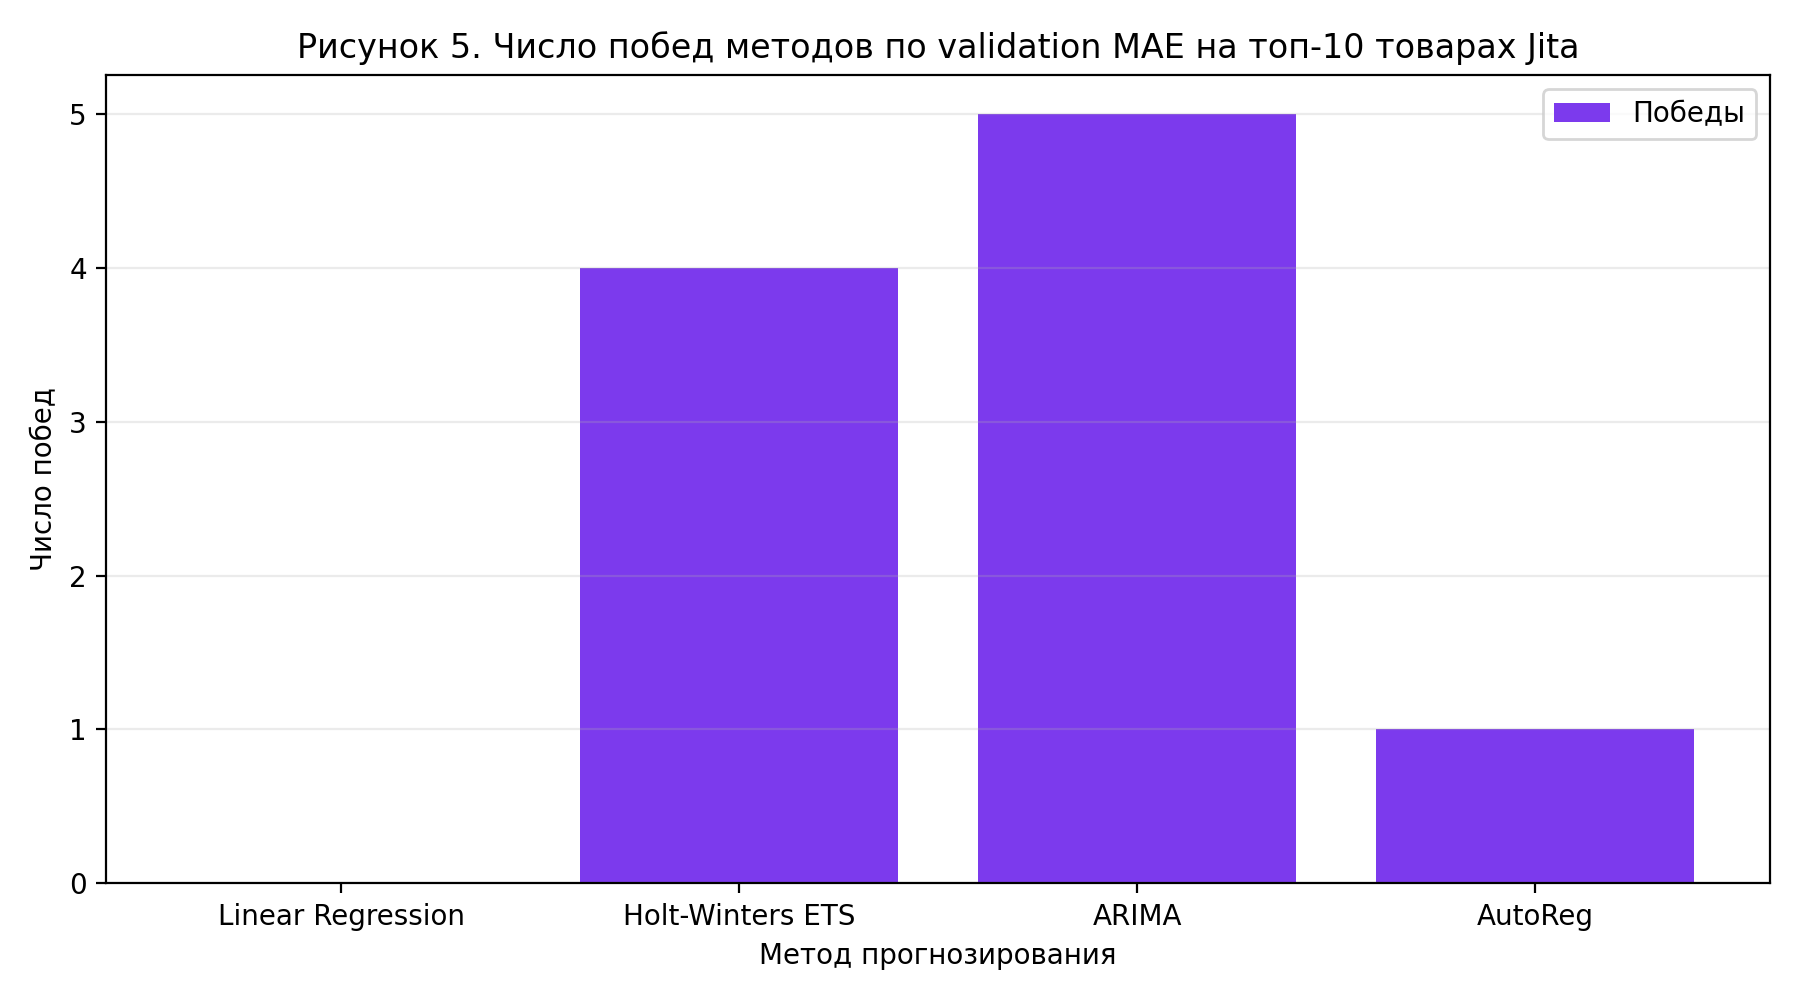 Рисунок 5. Число побед методов по validation MAE на топ-10 товарах Jita
Победы
Число побед
5
4
3
2
1
0
Linear Regression
Holt-Winters ETS
ARIMA
AutoReg
Метод прогнозирования